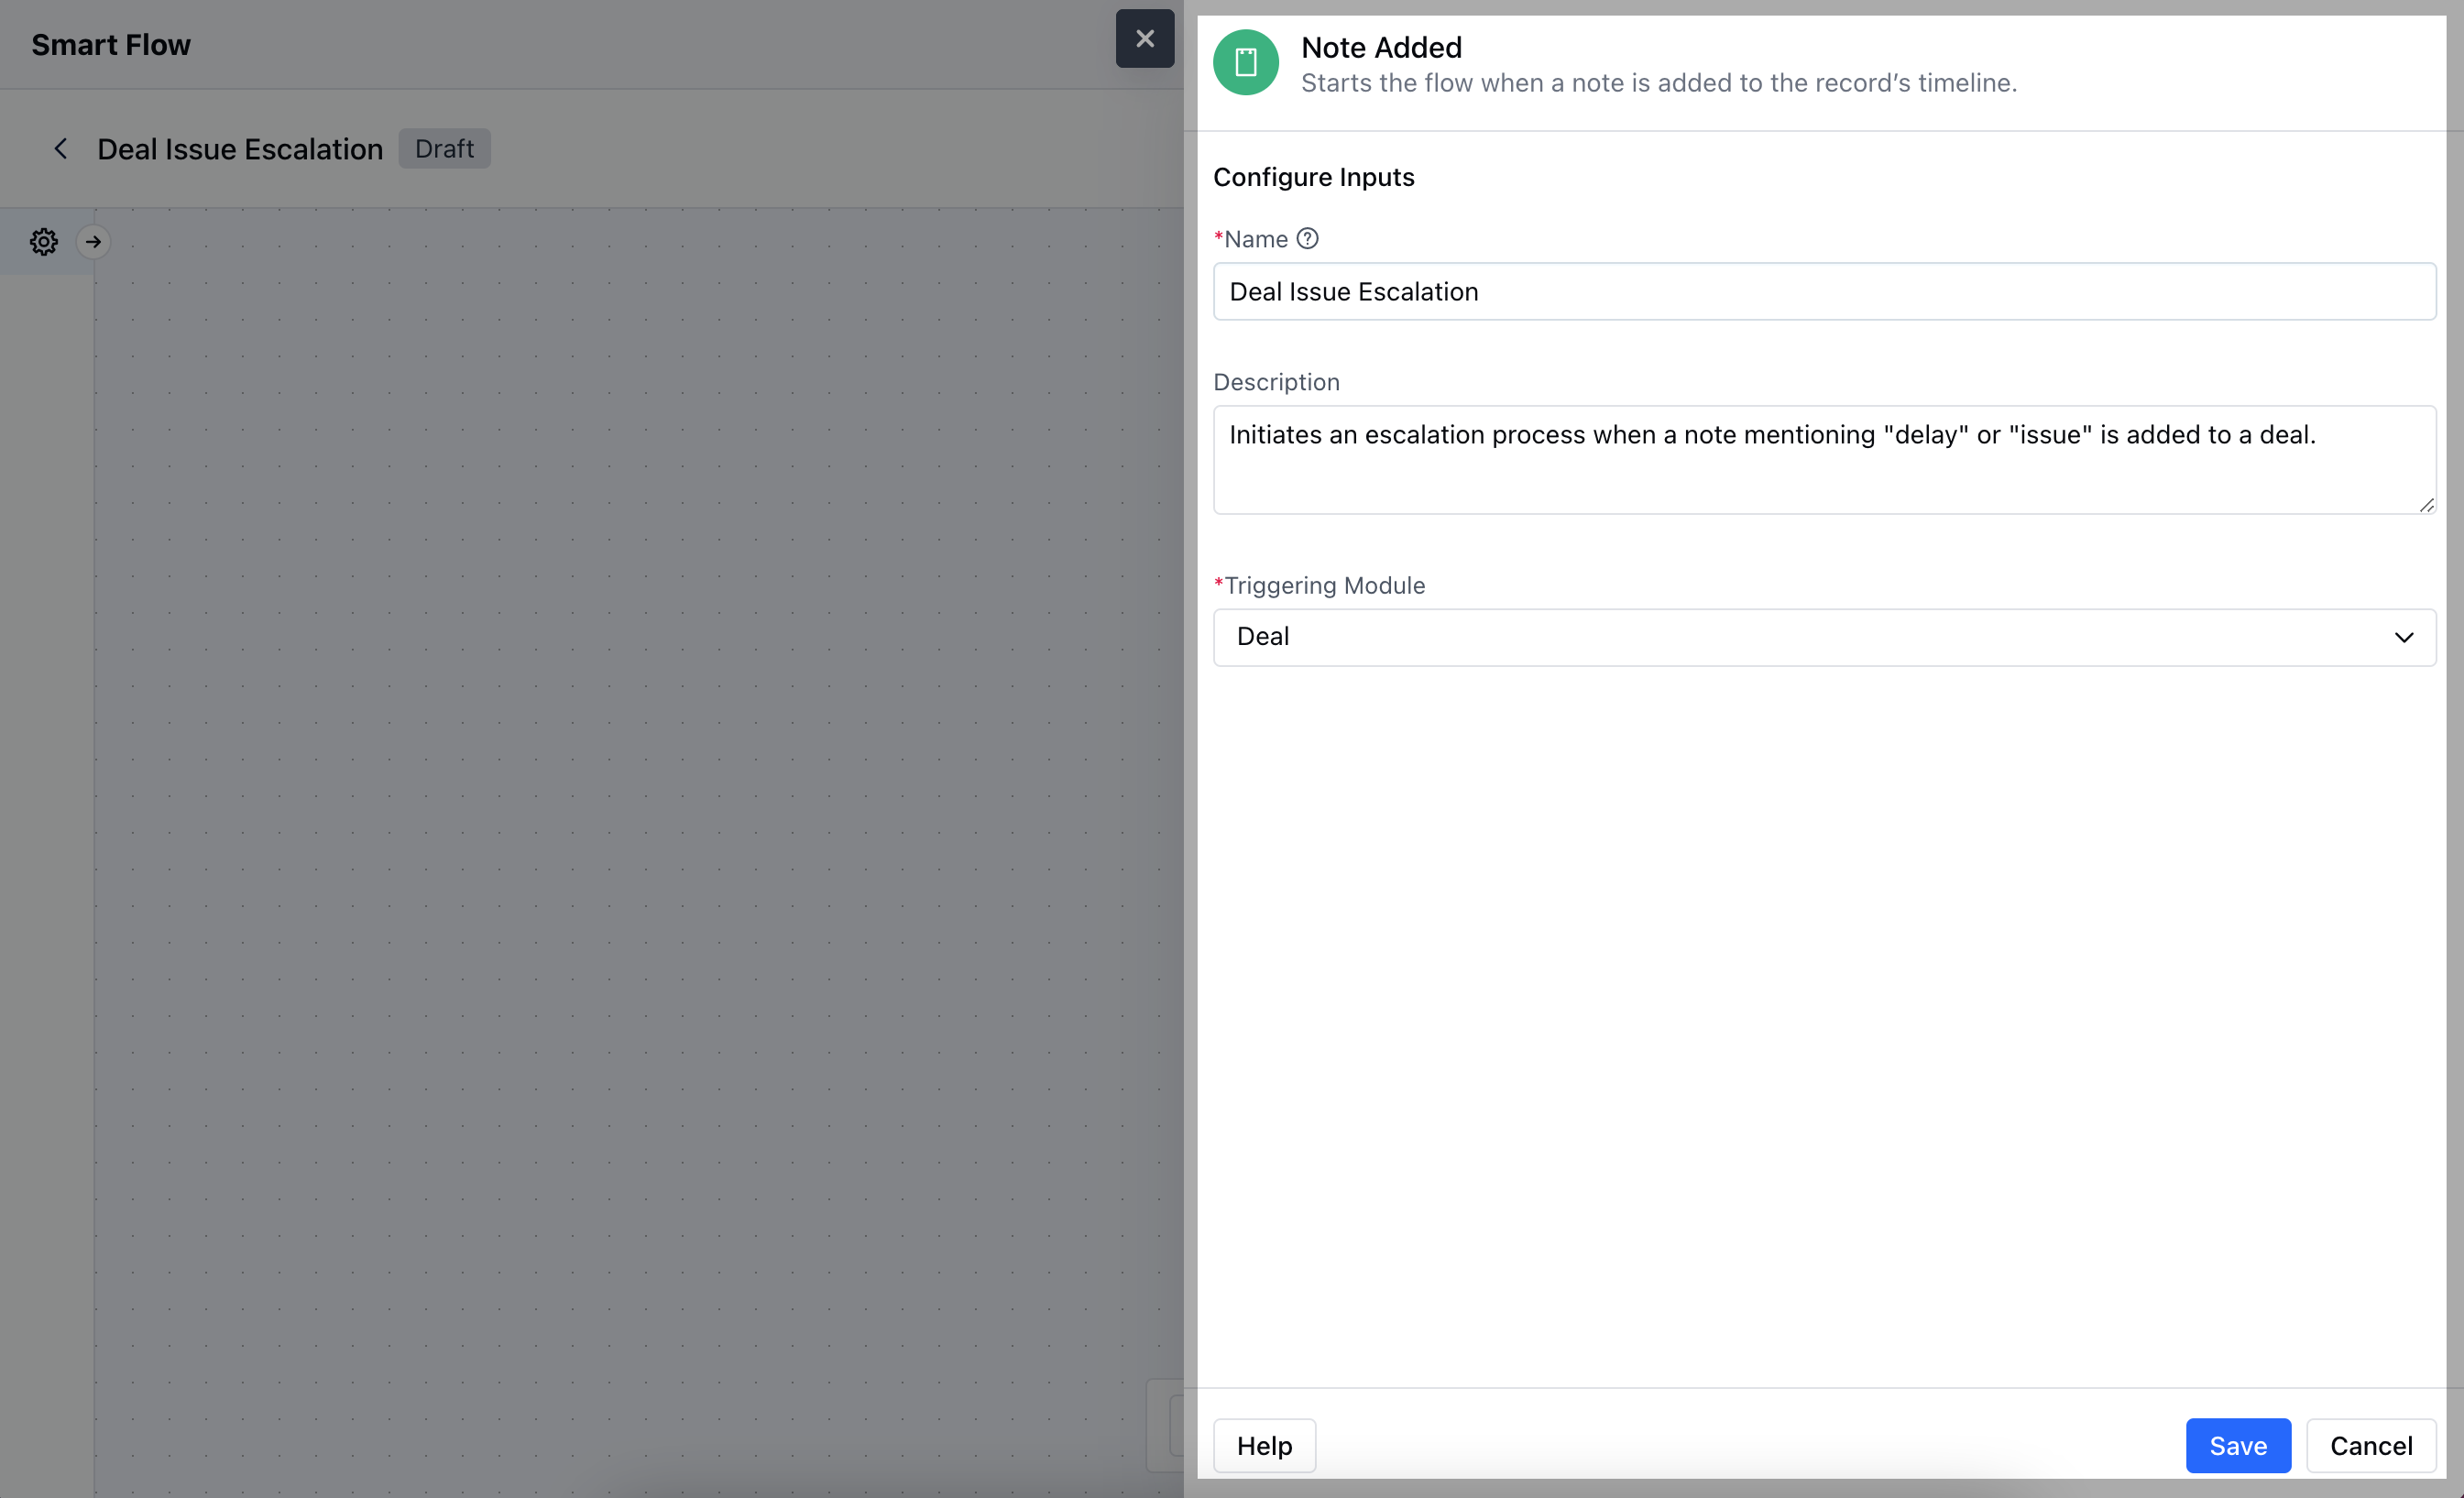 Smart Flow
Deal Issue Escalation
Draft
Note Added
Starts the flow when a note is added to the record’s timeline.
Configure Inputs
*Name
Deal Issue Escalation
Description
Initiates an escalation process when a note mentioning "delay" or "issue" is added to a deal.
*Triggering Module
Deal
Help
Save
Cancel